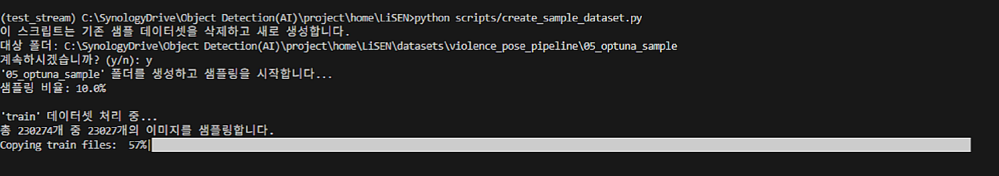 (test_stream) C:\SynologyDrive\Object Detection(AI)\project\home\LiSEN>python scripts/create_sample_dataset.py
이 스크립트는 기존 샘플 데이터셋을 삭제하고 새로 생성합니다.
대상 폴더: C:\SynologyDrive\Object Detection(AI)\project\home\LiSEN\datasets\violence_pose_pipeline\05_optuna_sample
계속하시겠습니까? (y/n): y
'05_optuna_sample' 폴더를 생성하고 샘플링을 시작합니다...
샘플링 비율: 10.0%
'train' 데이터셋 처리 중...
총 230274개 중 23027개의 이미지를 샘플링합니다.
Copying train files:  57%|